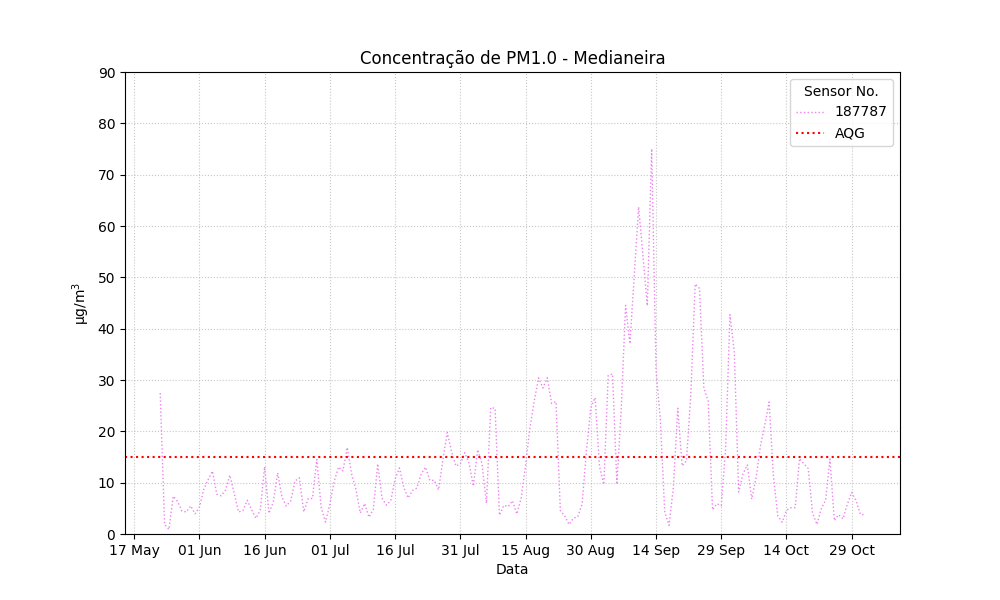 Concentração de PM1.0 - Medianeira
Sensor No.
187787
AQG
µg/m³
90
80
70
60
50
40
30
20
10
0
17 May 01 Jun 16 Jun 01 Jul 16 Jul 31 Jul 15 Aug 30 Aug 14 Sep 29 Sep 14 Oct 29 Oct
Data